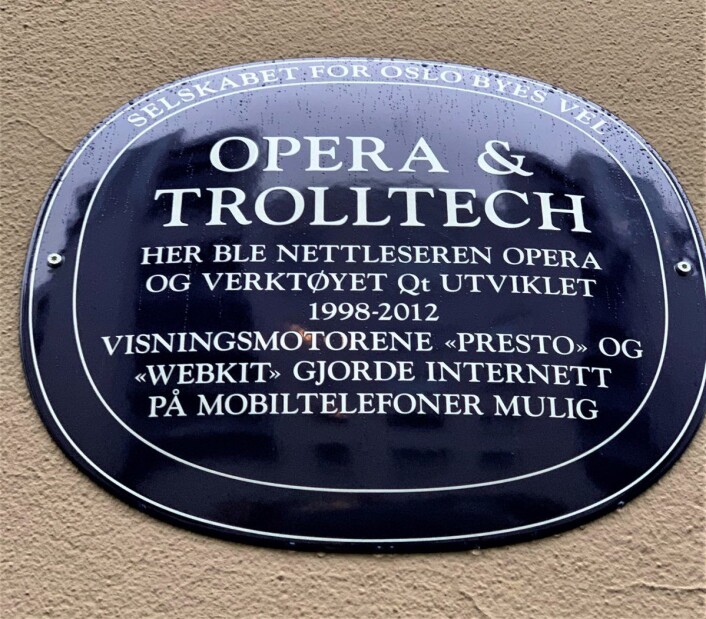 SELSKABET FOR OSLO BYES VEL
OPERA &
TROLLTECH
HER BLE NETTLESEREN OPERA
OG VERKTØYET Qt UTVIKLET
1998-2012
VISNINGSMOTORENE «PRESTO» OG
«WEBKIT» GJORDE INTERNETT
PÅ MOBILTELEFONER MULIG